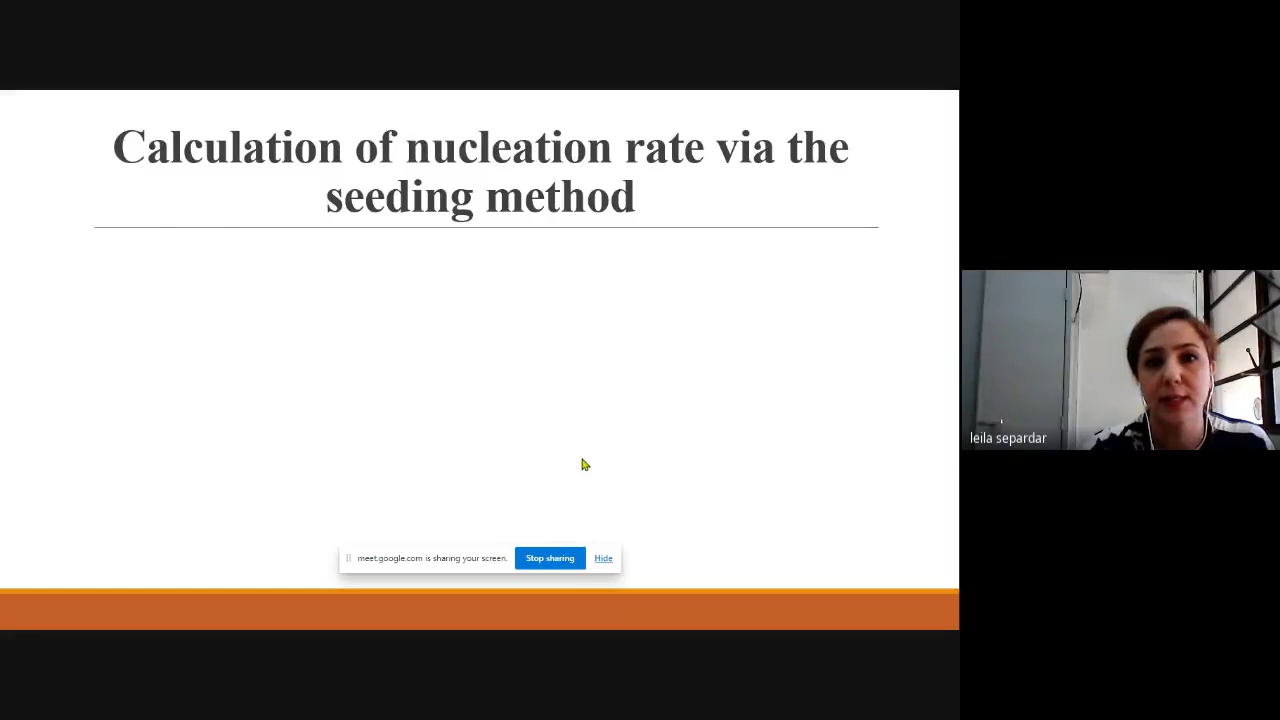 Calculation of nucleation rate via the
seeding method
meet.google.com is sharing your screen. Stop sharing Hide
leila separdar